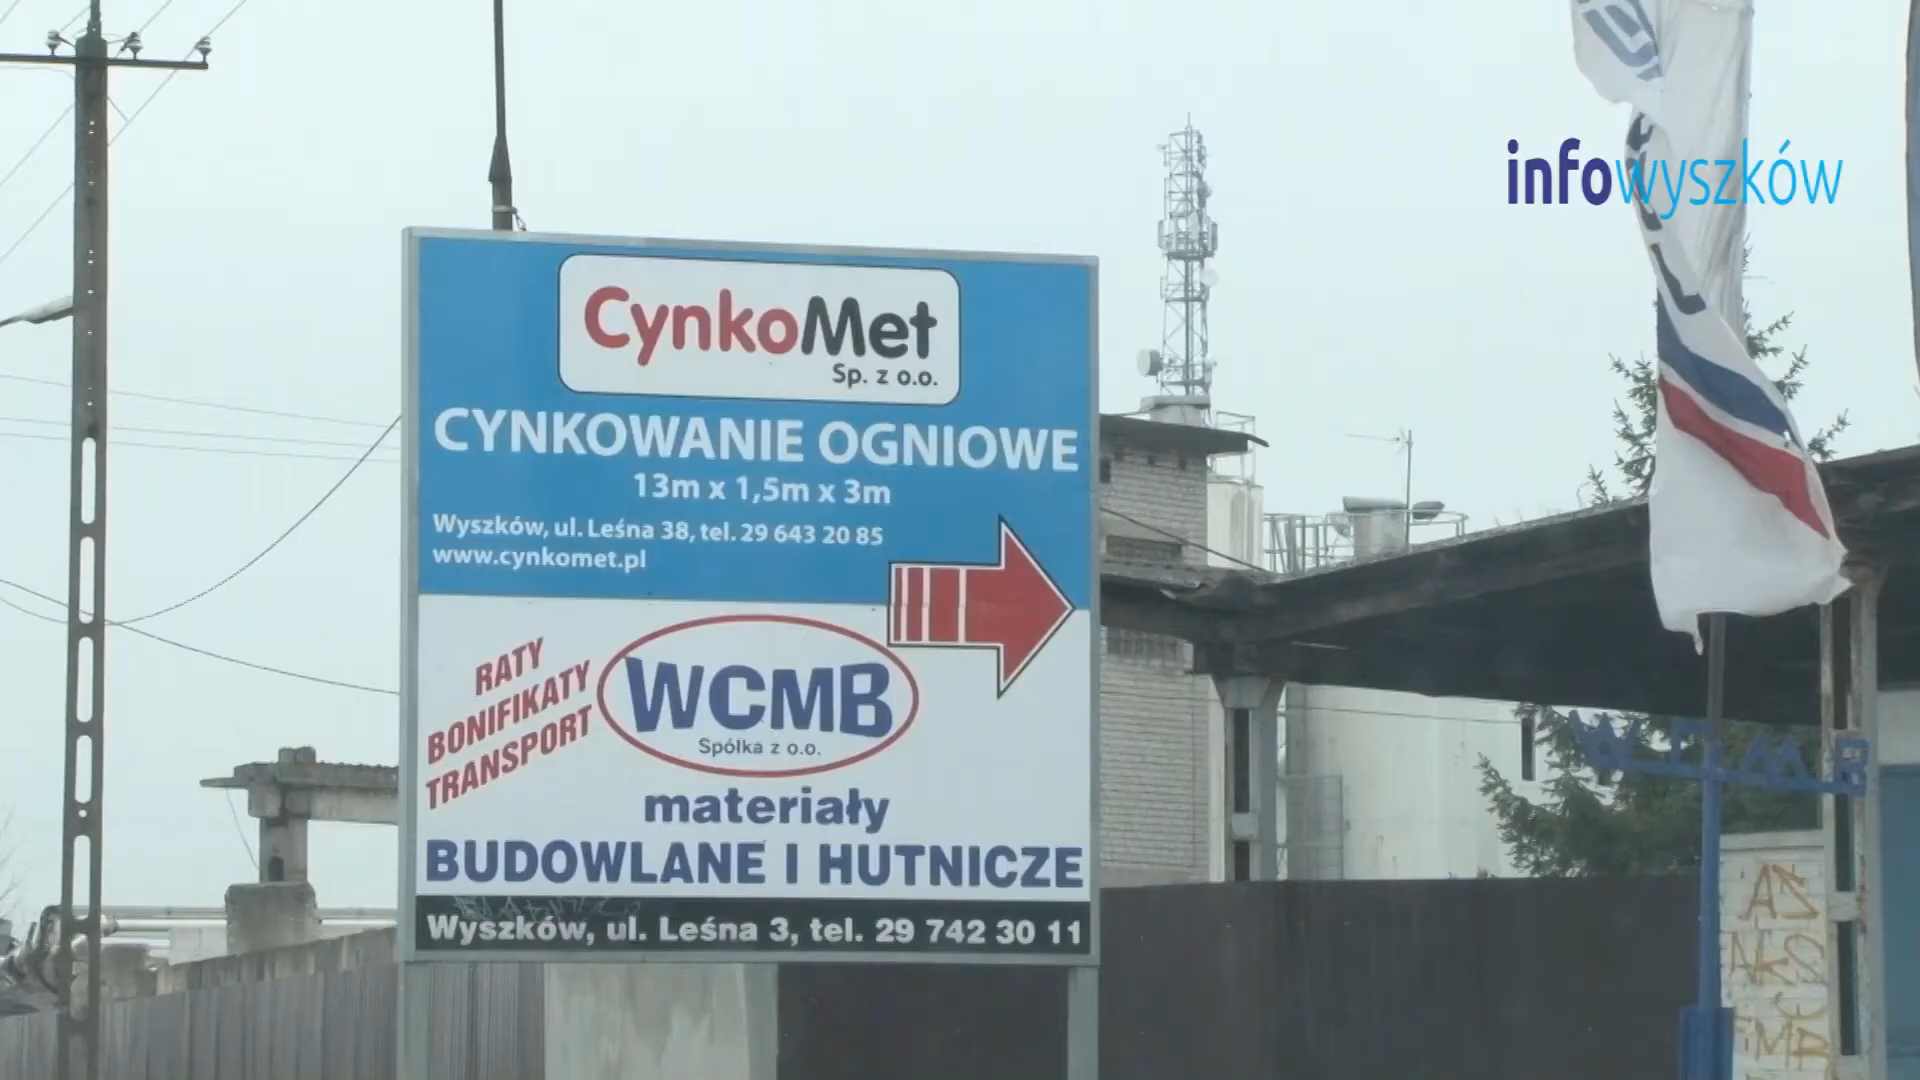 infowyszków
CynkoMet
Sp. z o.o.
CYNKOWANIE OGNIOWE
13m x 1,5m x 3m
Wyszków, ul. Leśna 38, tel. 29 643 20 85
www.cynkomet.pl
RATY
BONIFIKATY
TRANSPORT
WCMB
Spółka z o.o.
materiały
BUDOWLANE I HUTNICZE
Wyszków, ul. Leśna 3, tel. 29 742 30 11
WCMB